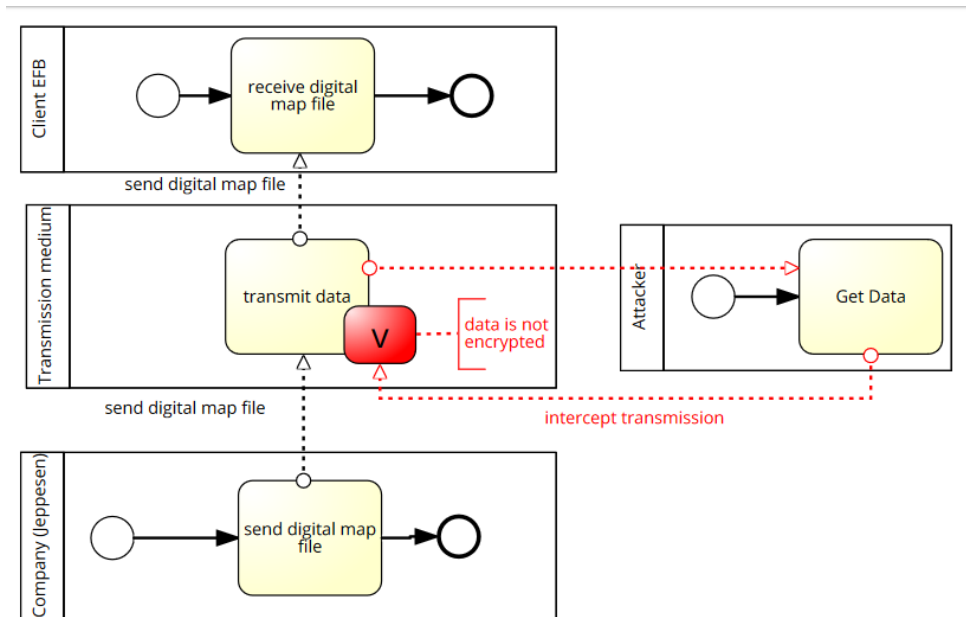 Client EFB
receive digital
map file
send digital map file
Transmission medium
transmit data
V
data is not
encrypted
Attacker
Get Data
send digital map file
intercept transmission
Company (Jeppesen)
send digital map
file